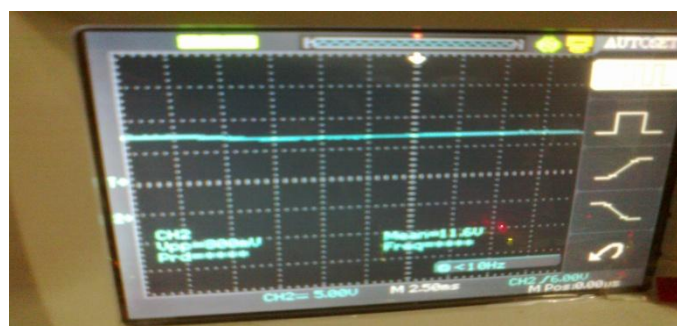 AUTOSET
CH2
Vpp=800mV
Prd=****
Mean=11.6V
Freq=****
<10Hz
CH2= 5.00V
M 2.50ms
CH2 /6.00V
M Pos:0.00us